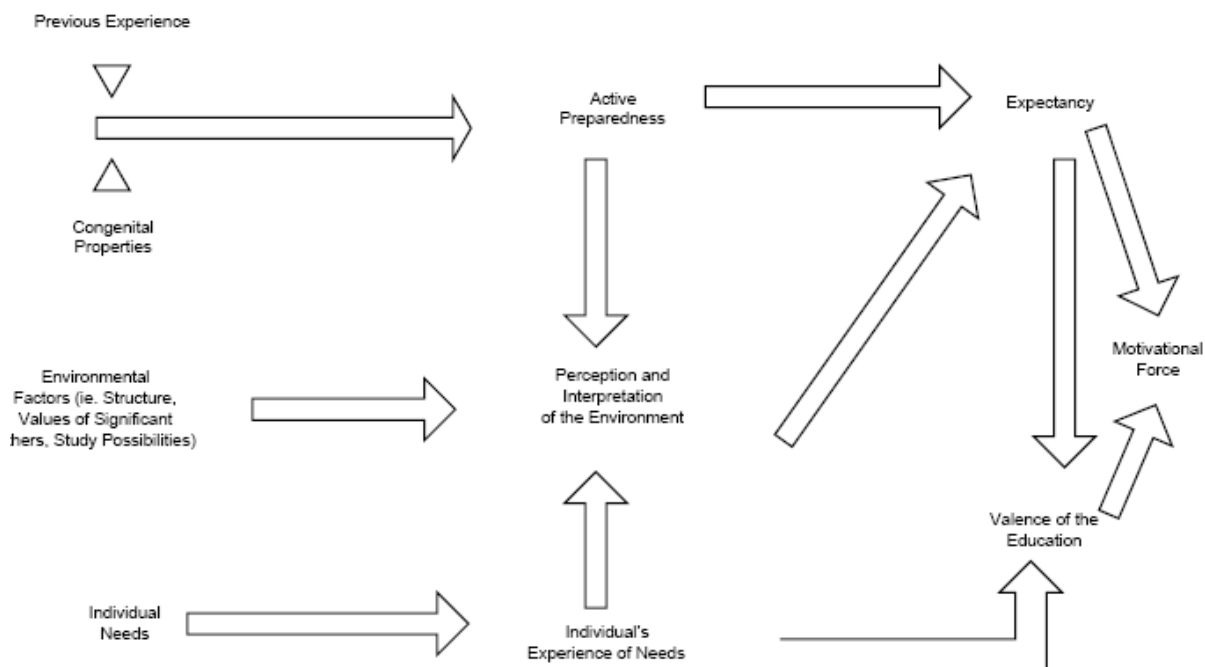 Previous Experience
Active
Preparedness
Expectancy
Congenital
Properties
Environmental
Factors (ie. Structure,
Values of Significant
hers, Study Possibilities)
Perception and
Interpretation
of the Environment
Motivational
Force
Valence of the
Education
Individual
Needs
Individual's
Experience of Needs